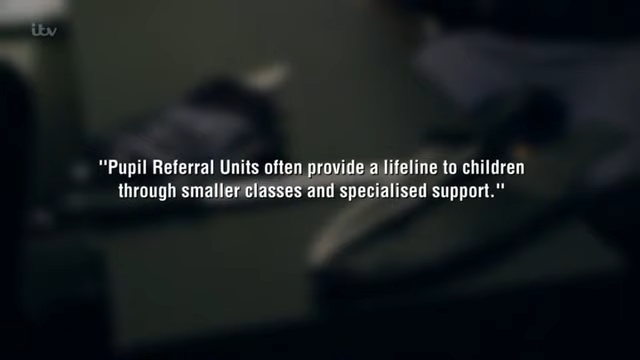 itv
"Pupil Referral Units often provide a lifeline to children
through smaller classes and specialised support."